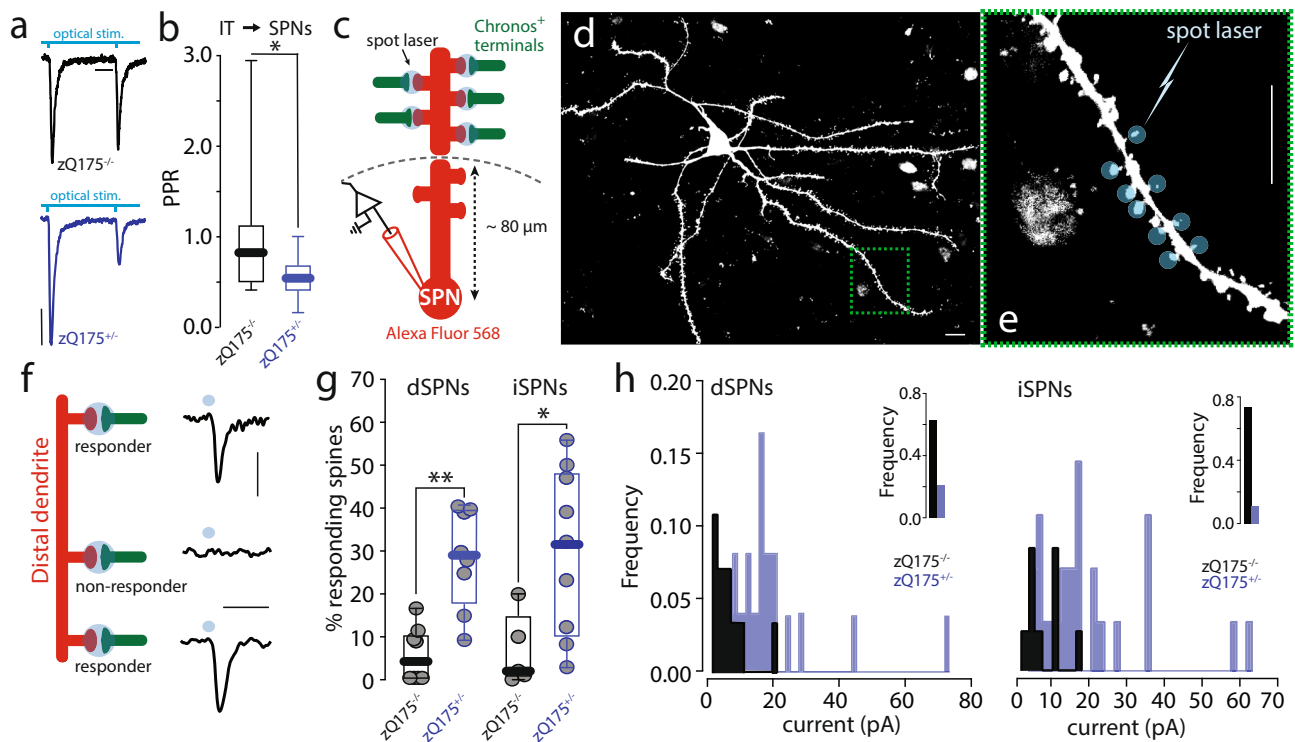 a
optical stim.
zQ175-/-
optical stim.
zQ175+/-
b
IT → SPNs
*
PPR
3.0
2.0
1.0
0.0
zQ175-/-
zQ175+/-
c
spot laser
Chronos+
terminals
~ 80 μm
SPN
Alexa Fluor 568
d
spot laser
e
f
Distal dendrite
responder
non-responder
responder
g
dSPNs
iSPNs
% responding spines
70
60
50
40
30
20
10
0
**
*
zQ175-/-
zQ175+/-
zQ175-/-
zQ175+/-
h
dSPNs
Frequency
0.20
0.15
0.10
0.05
0.00
0
20
40
60
80
current (pA)
Frequency
0.8
0.4
0.0
zQ175-/-
zQ175+/-
iSPNs
0
10
20
30
40
50
60
70
current (pA)
Frequency
0.8
0.4
0.0
zQ175-/-
zQ175+/-